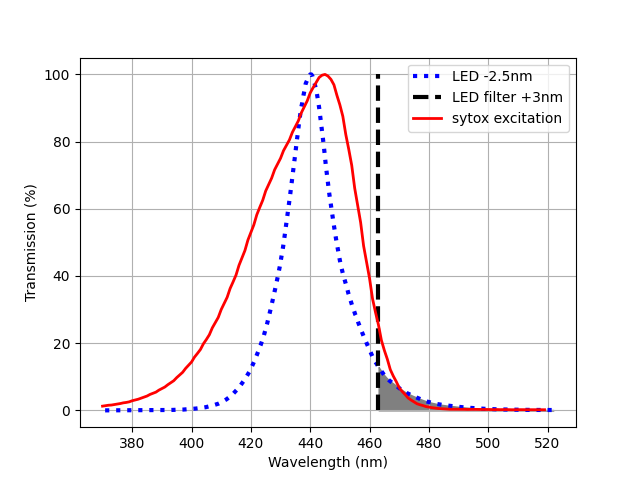 100
80
60
40
20
0
Transmission (%)
LED -2.5nm
LED filter +3nm
sytox excitation
380 400 420 440 460 480 500 520
Wavelength (nm)